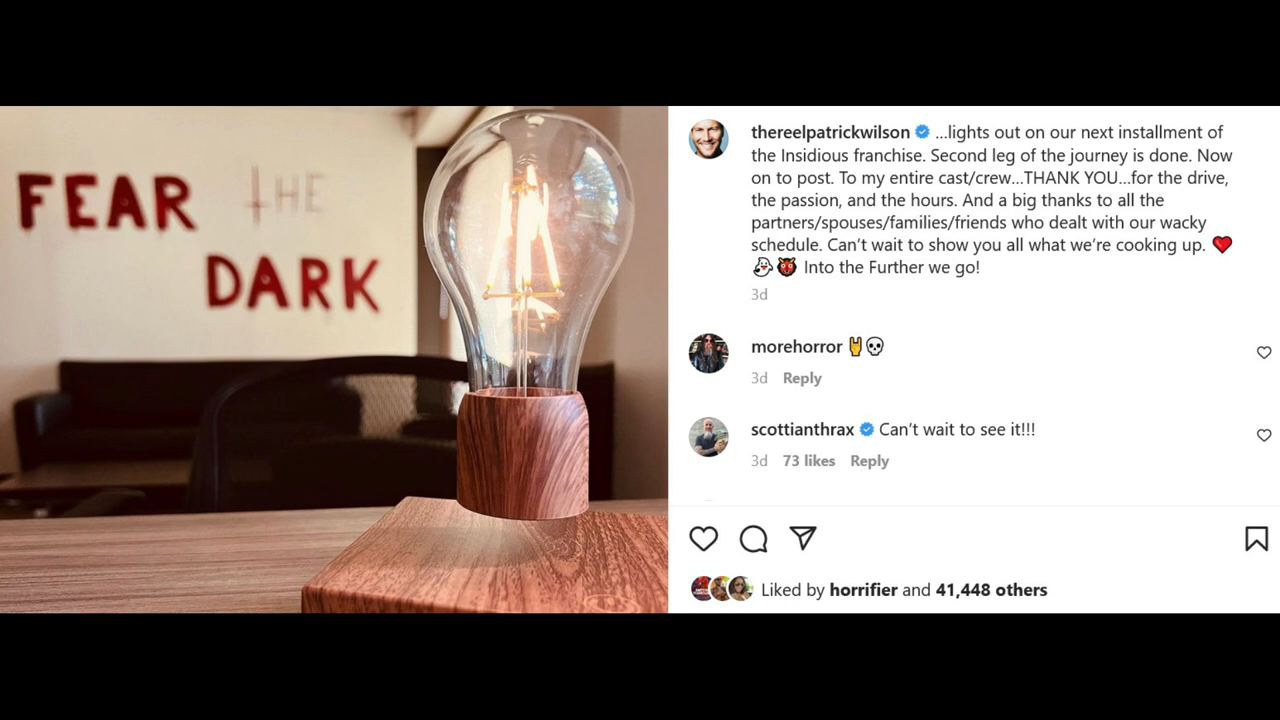 FEAR THE
DARK
thereelpatrickwilson …lights out on our next installment of
the Insidious franchise. Second leg of the journey is done. Now
on to post. To my entire cast/crew…THANK YOU…for the drive,
the passion, and the hours. And a big thanks to all the
partners/spouses/families/friends who dealt with our wacky
schedule. Can’t wait to show you all what we’re cooking up. ❤️
👻👹 Into the Further we go!
3d
morehorror 🤘💀
3d Reply
scottianthrax Can’t wait to see it!!!
3d 73 likes Reply
Liked by horrifier and 41,448 others